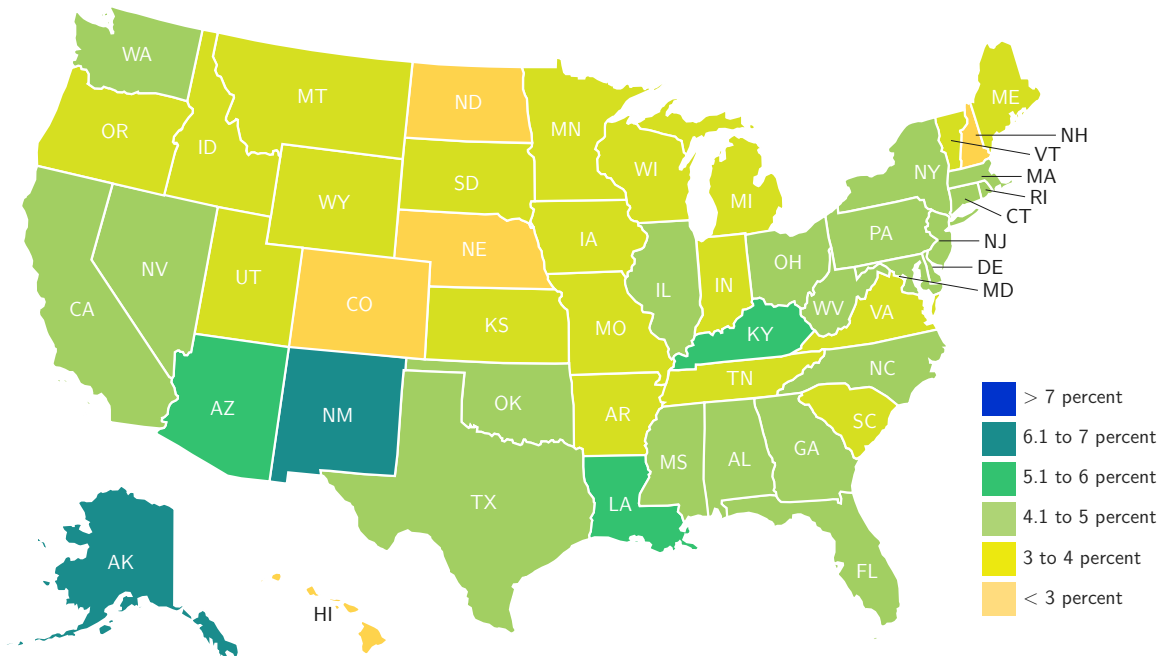 WA
MT
ND
ME
OR
ID
MN
NH
VT
SD
WI
NY
MA
WY
MI
RI
CT
NE
IA
PA
NJ
NV
UT
OH
DE
CO
IL
IN
MD
CA
KS
MO
WV
VA
KY
NC
TN
AZ
NM
OK
AR
SC
MS
AL
GA
TX
LA
FL
AK
HI
> 7 percent
6.1 to 7 percent
5.1 to 6 percent
4.1 to 5 percent
3 to 4 percent
< 3 percent